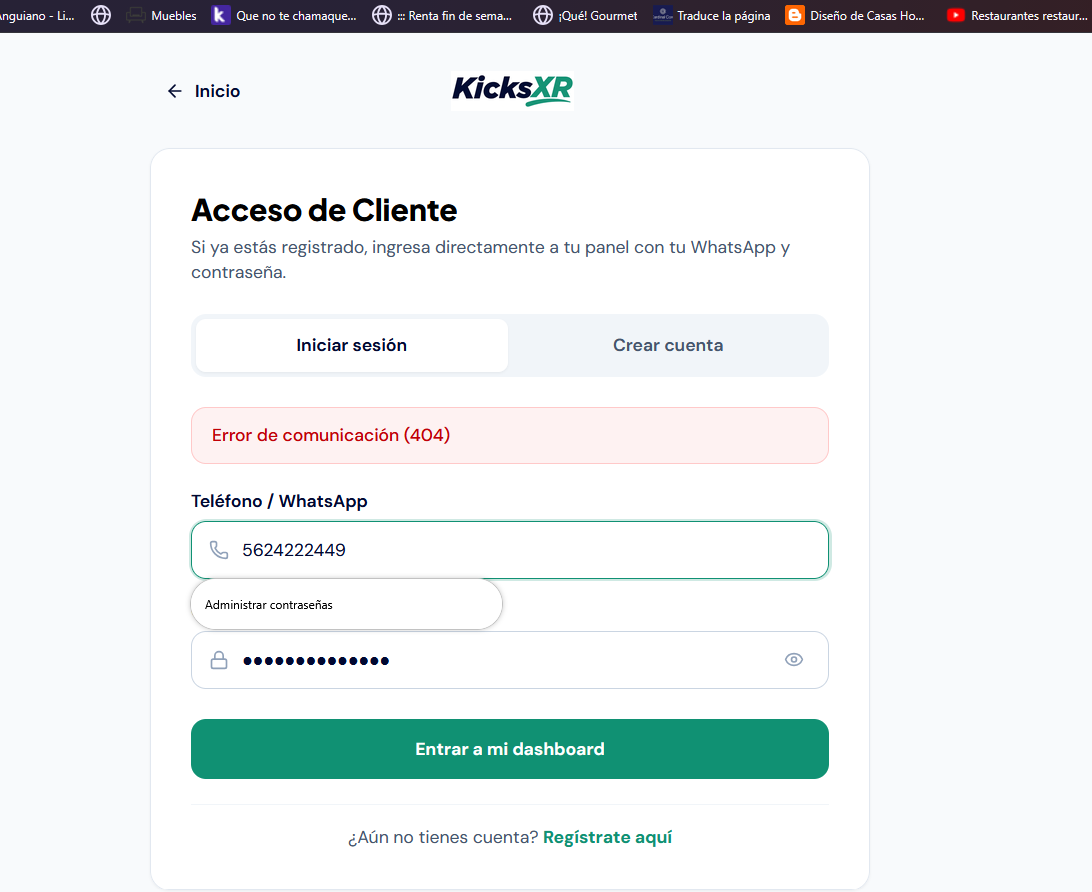 nguiano - Li...
Muebles
Que no te chamaque...
::: Renta fin de sema...
¡Qué! Gourmet
Traduce la página
Diseño de Casas Ho...
Restaurantes restaur...
Inicio
KicksXR
Acceso de Cliente
Si ya estás registrado, ingresa directamente a tu panel con tu WhatsApp y
contraseña.
Iniciar sesión
Crear cuenta
Error de comunicación (404)
Teléfono / WhatsApp
5624222449
Administrar contraseñas
Entrar a mi dashboard
¿Aún no tienes cuenta? Regístrate aquí